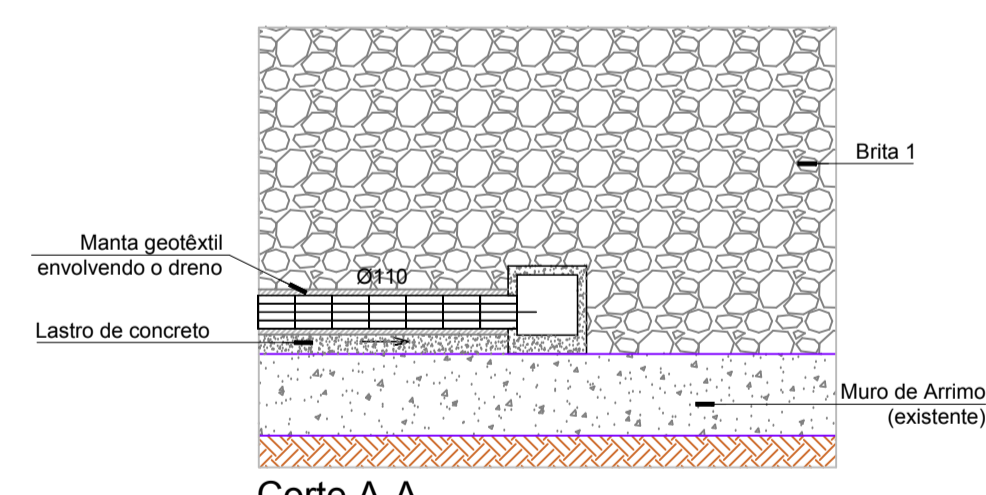 Brita 1
Manta geotêxtil
envolvendo o dreno
Ø110
Lastro de concreto
Muro de Arrimo
(existente)
Corte A-A